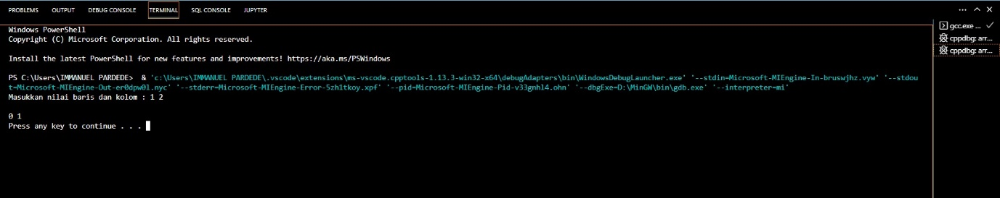 PROBLEMS OUTPUT DEBUG CONSOLE TERMINAL SQL CONSOLE JUPYTER
Windows PowerShell
Copyright (C) Microsoft Corporation. All rights reserved.
Install the latest PowerShell for new features and improvements! https://aka.ms/PSWindows
PS C:\Users\IMMANUEL PARDEDE>  & 'c:\Users\IMMANUEL PARDEDE\.vscode\extensions\ms-vscode.cpptools-1.13.3-win32-x64\debugAdapters\bin\WindowsDebugLauncher.exe' '--stdin=Microsoft-MIEngine-In-bruswjhz.vyw' '--stdou
t=Microsoft-MIEngine-Out-er0dpw0l.nyc' '--stderr=Microsoft-MIEngine-Error-5zh1tkoy.xpf' '--pid=Microsoft-MIEngine-Pid-v33gnhl4.ohn' '--dbgExe=D:\MinGW\bin\gdb.exe' '--interpreter=mi'
Masukkan nilai baris dan kolom : 1 2
0 1
Press any key to continue . . .
gcc.exe ...
cppdbg: arr...
cppdbg: arr...